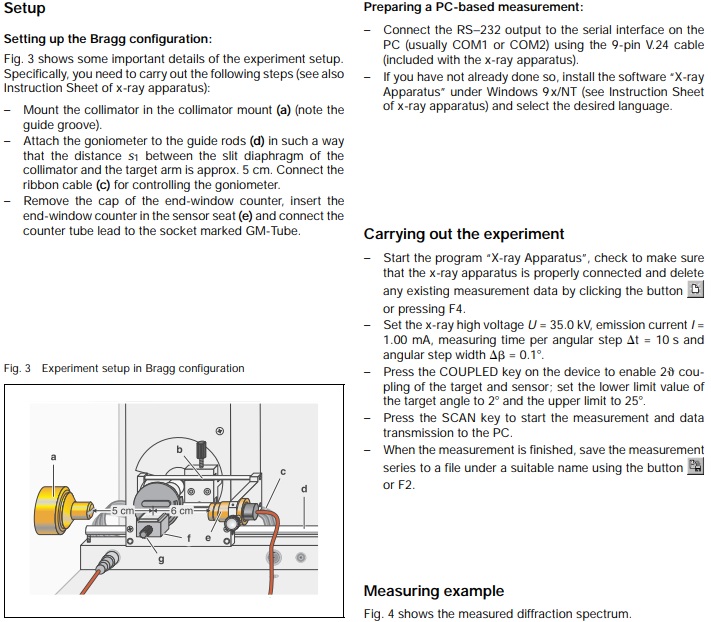 Setup
Setting up the Bragg configuration:
Fig. 3 shows some important details of the experiment setup.
Specifically, you need to carry out the following steps (see also
Instruction Sheet of x-ray apparatus):
– Mount the collimator in the collimator mount (a) (note the
guide groove).
– Attach the goniometer to the guide rods (d) in such a way
that the distance s1 between the slit diaphragm of the
collimator and the target arm is approx. 5 cm. Connect the
ribbon cable (c) for controlling the goniometer.
– Remove the cap of the end-window counter, insert the
end-window counter in the sensor seat (e) and connect the
counter tube lead to the socket marked GM-Tube.
Fig. 3 Experiment setup in Bragg configuration
a
b
c
d
5 cm
6 cm
e
f
g
Preparing a PC-based measurement:
– Connect the RS–232 output to the serial interface on the
PC (usually COM1 or COM2) using the 9-pin V.24 cable
(included with the x-ray apparatus).
– If you have not already done so, install the software “X-ray
Apparatus” under Windows 9x/NT (see Instruction Sheet
of x-ray apparatus) and select the desired language.
Carrying out the experiment
– Start the program “X-ray Apparatus”, check to make sure
that the x-ray apparatus is properly connected and delete
any existing measurement data by clicking the button
or pressing F4.
– Set the x-ray high voltage U = 35.0 kV, emission current I =
1.00 mA, measuring time per angular step Δt = 10 s and
angular step width Δβ = 0.1°.
– Press the COUPLED key on the device to enable 2ϑ cou-
pling of the target and sensor; set the lower limit value of
the target angle to 2° and the upper limit to 25°.
– Press the SCAN key to start the measurement and data
transmission to the PC.
– When the measurement is finished, save the measurement
series to a file under a suitable name using the button
or F2.
Measuring example
Fig. 4 shows the measured diffraction spectrum.